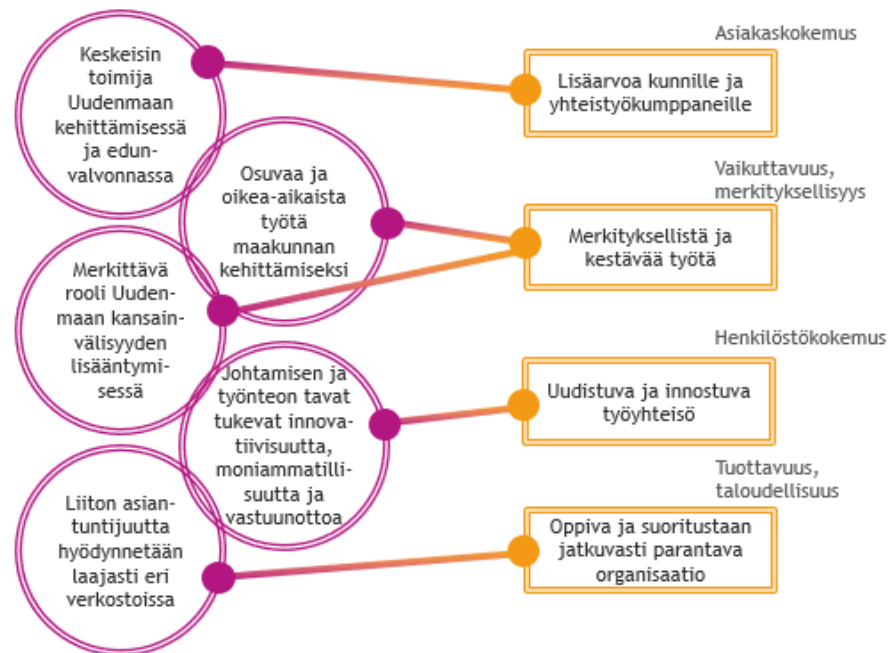 Keskeisin
toimija
Uudenmaan
kehittämisessä
ja edun-
valvonnassa
Asiakaskokemus
Lisäarvoa kunnille ja
yhteistyökumppaneille
Osuvaa ja
oikea-aikaista
työtä
maakunnan
kehittämiseksi
Vaikuttavuus,
merkityksellisyys
Merkityksellistä ja
kestävää työtä
Merkittävä
rooli Uuden-
maan kansain-
välisyyden
lisääntymi-
sessä
Henkilöstökokemus
Johtamisen ja
työnteon tavat
tukevat innova-
tiivisuutta,
moniammatilli-
suutta ja
vastuunottoa
Uudistuva ja innostuva
työyhteisö
Liiton asian-
tuntijuutta
hyödynnetään
laajasti eri
verkostoissa
Tuottavuus,
taloudellisuus
Oppiva ja suoritustaan
jatkuvasti parantava
organisaatio